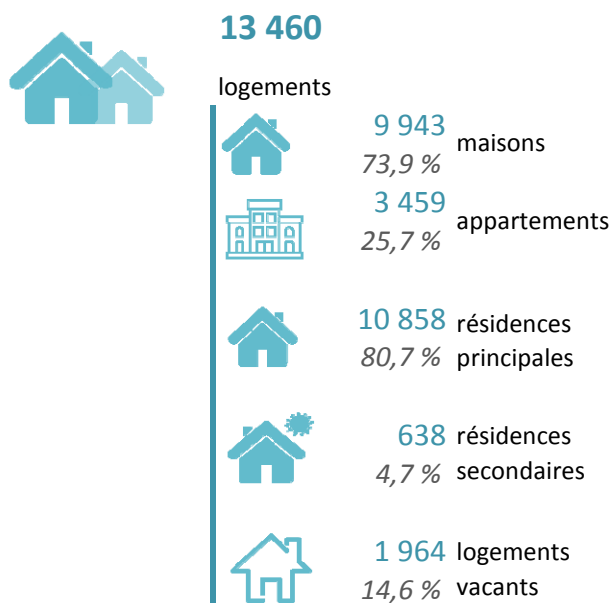 13 460
logements
9 943
73,9 %
maisons
3 459
25,7 %
appartements
10 858 résidences
80,7 % principales
638 résidences
4,7 % secondaires
1 964 logements
14,6 % vacants